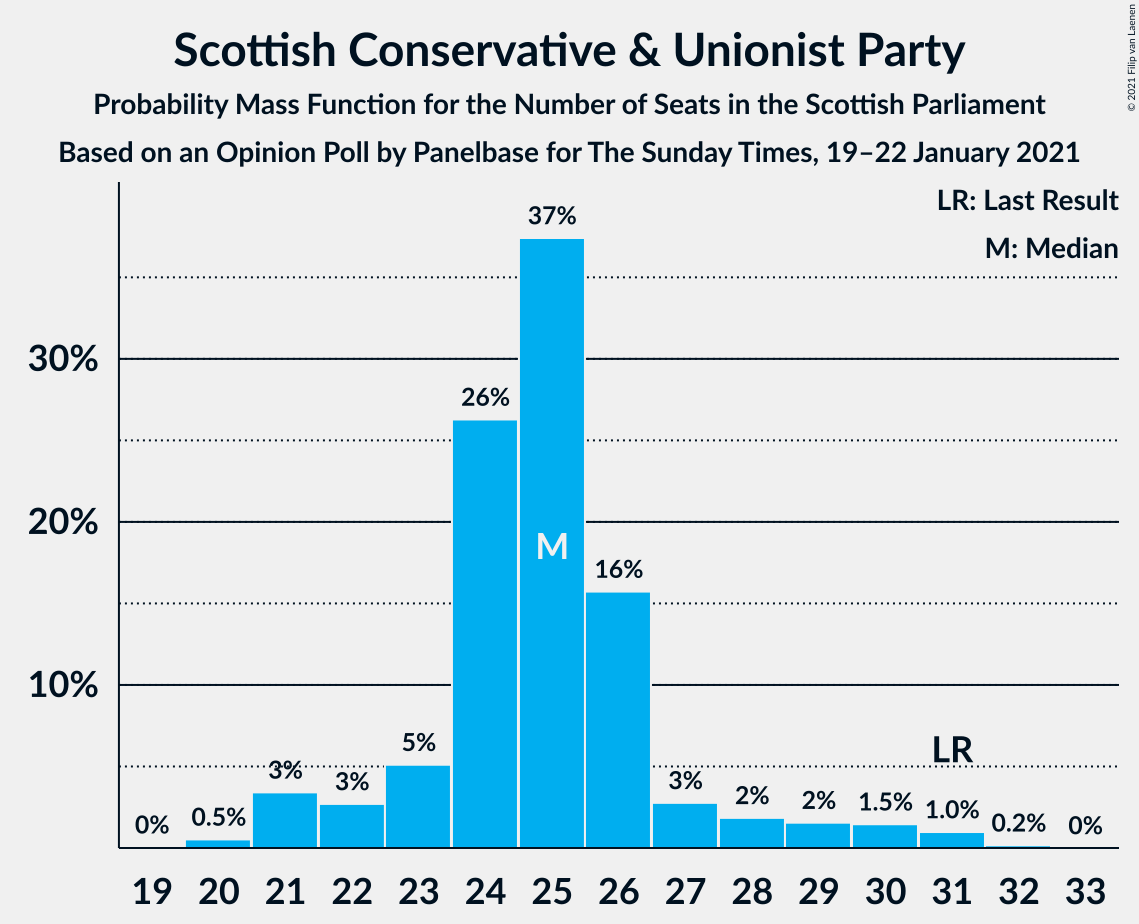 Scottish Conservative & Unionist Party
Probability Mass Function for the Number of Seats in the Scottish Parliament
Based on an Opinion Poll by Panelbase for The Sunday Times, 19–22 January 2021
© 2021 Filip van Laenen
LR: Last Result
M: Median
30%
20%
10%
0%
0.5%
3%
3%
5%
26%
37%
M
16%
3%
2%
2%
1.5%
LR
1.0%
0.2%
0%
19 20 21 22 23 24 25 26 27 28 29 30 31 32 33